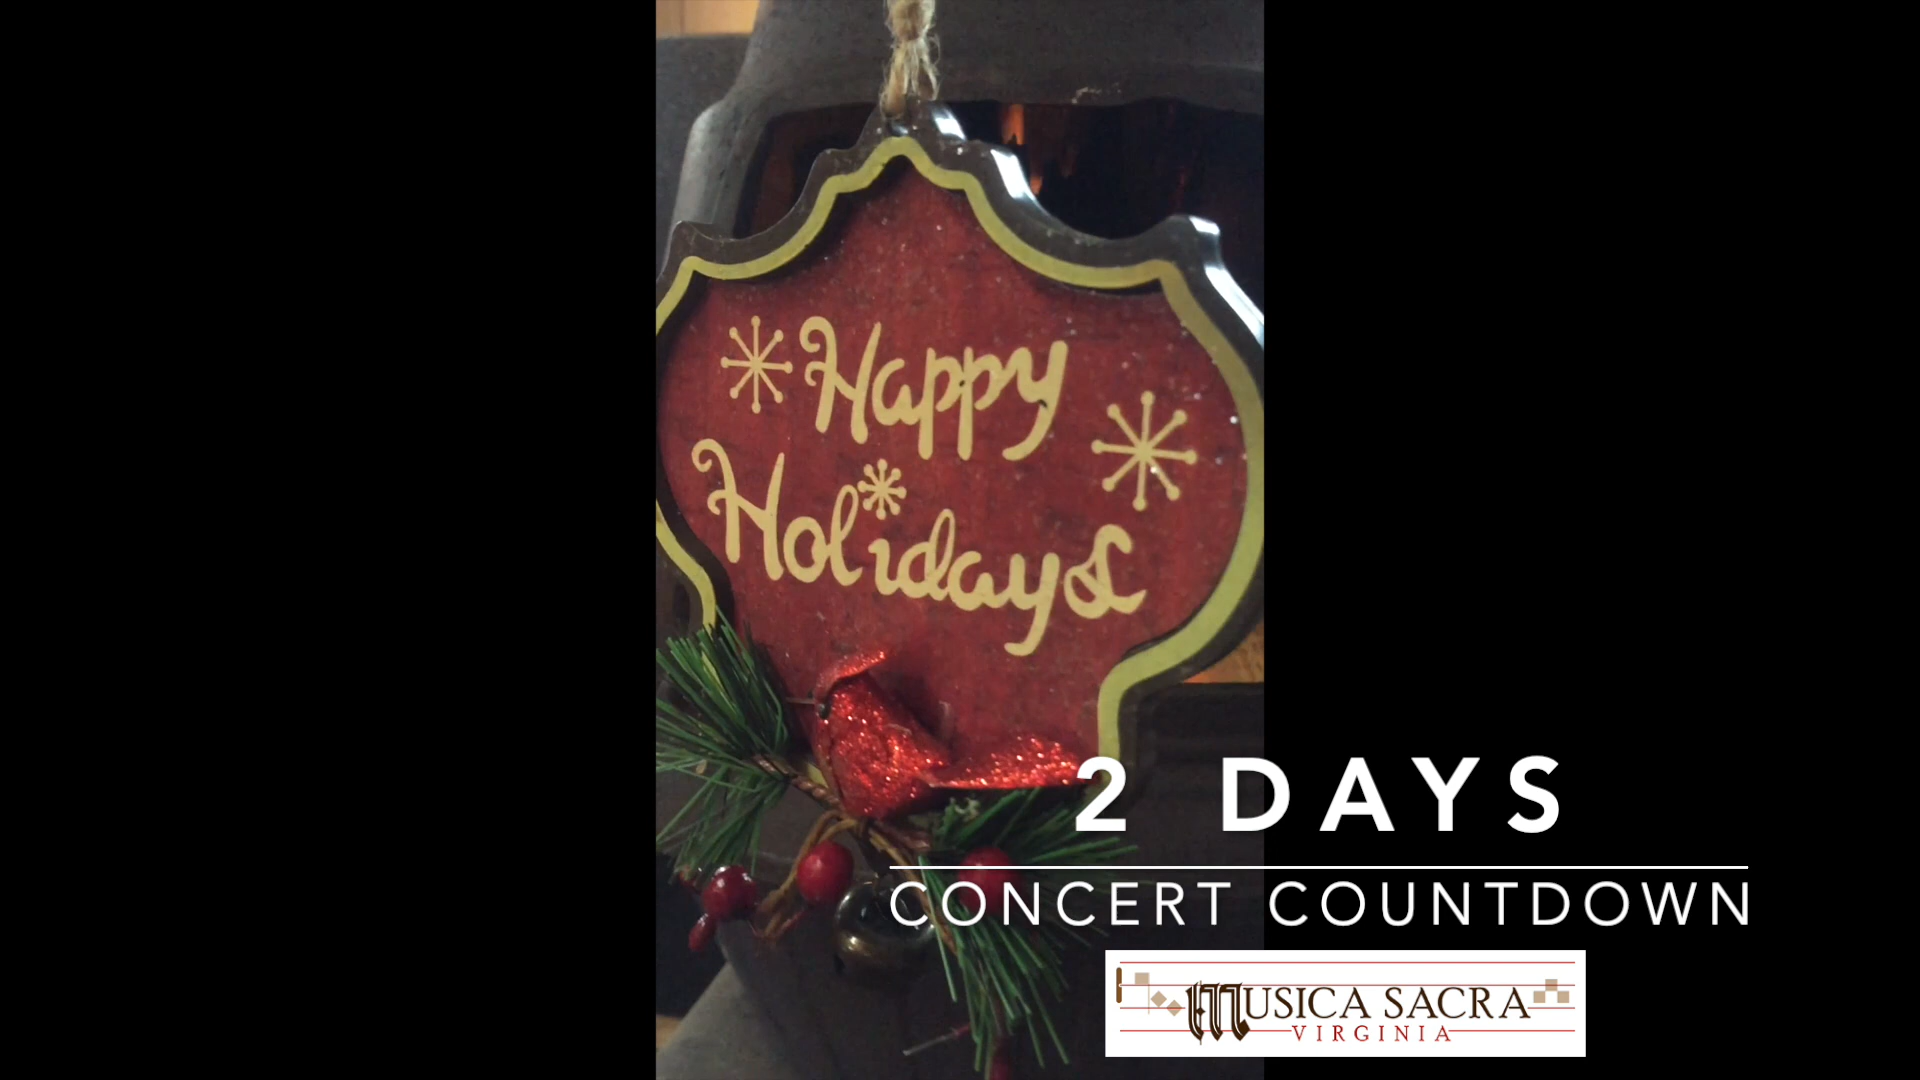 Happy
Holidays
2 DAYS
CONCERT COUNTDOWN
MUSICA SACRA
VIRGINIA